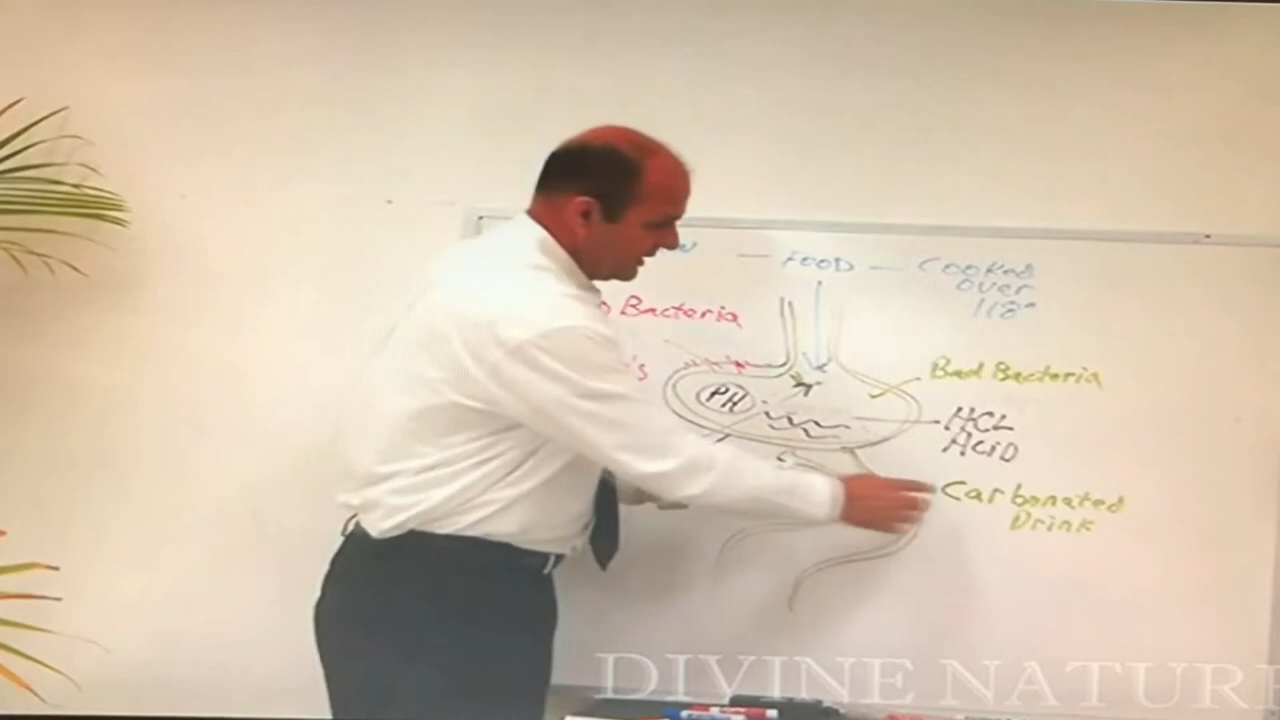 — FOOD — Cooked
over
118°
Bacteria
's
Bad Bacteria
PH
HCL
Acid
Carbonated
Drink
DIVINE NATURE